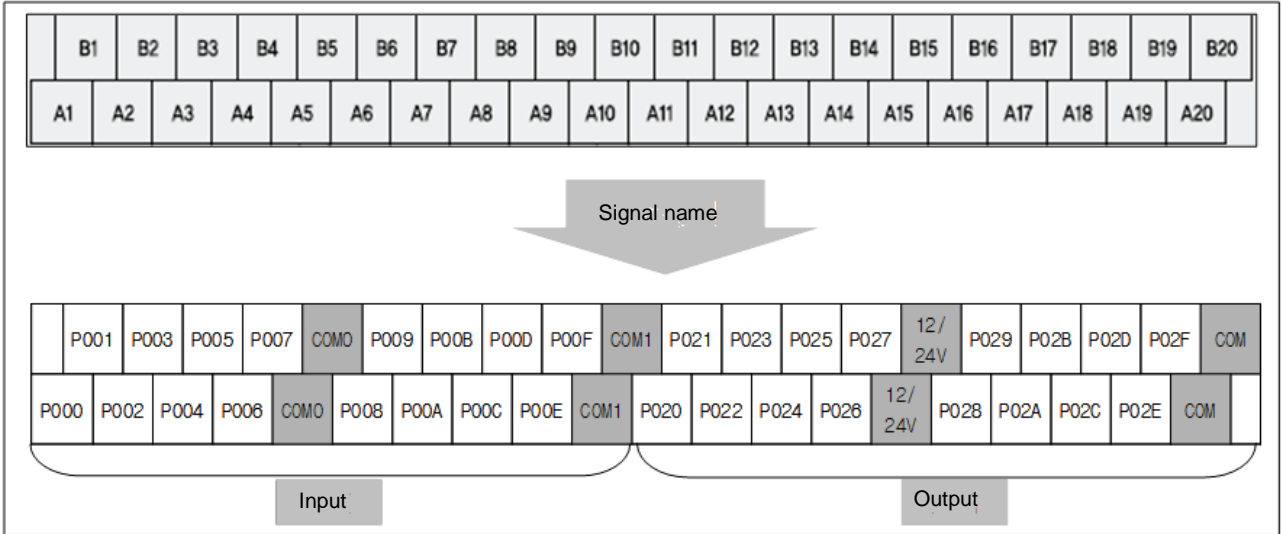 B1 B2 B3 B4 B5 B6 B7 B8 B9 B10 B11 B12 B13 B14 B15 B16 B17 B18 B19 B20
A1 A2 A3 A4 A5 A6 A7 A8 A9 A10 A11 A12 A13 A14 A15 A16 A17 A18 A19 A20
Signal name
P001 P003 P005 P007 COM0 P009 P00B P00D P00F COM1 P021 P023 P025 P027 12/24V P029 P02B P02D P02F COM
P000 P002 P004 P006 COM0 P008 P00A P00C P00E COM1 P020 P022 P024 P026 12/24V P028 P02A P02C P02E COM
Input
Output